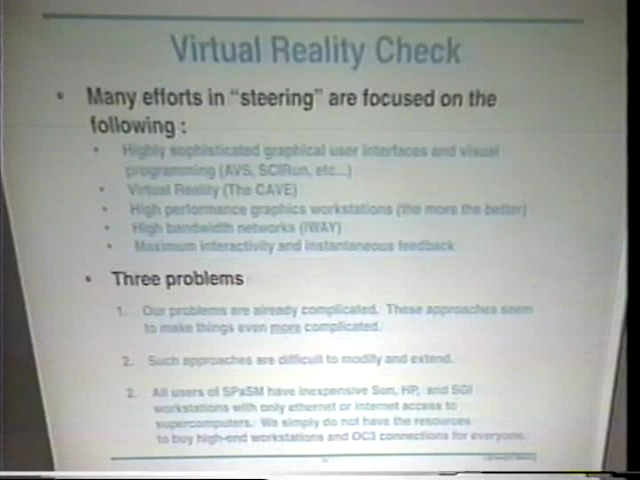 Virtual Reality Check
• Many efforts in "steering" are focused on the
following :
• Highly sophisticated graphical user interfaces and visual
programming (AVS, SCIRun, etc...)
• Virtual Reality (The CAVE)
• High performance graphics workstations (the more the better)
• High bandwidth networks (IWAY)
• Maximum interactivity and instantaneous feedback
• Three problems
1. Our problems are already complicated. These approaches seem
to make things even more complicated.
2. Such approaches are difficult to modify and extend.
2. All users of SPaSM have inexpensive Sun, HP, and SGI
workstations with only ethernet or internet access to
supercomputers. We simply do not have the resources
to buy high-end workstations and OC3 connections for everyone.